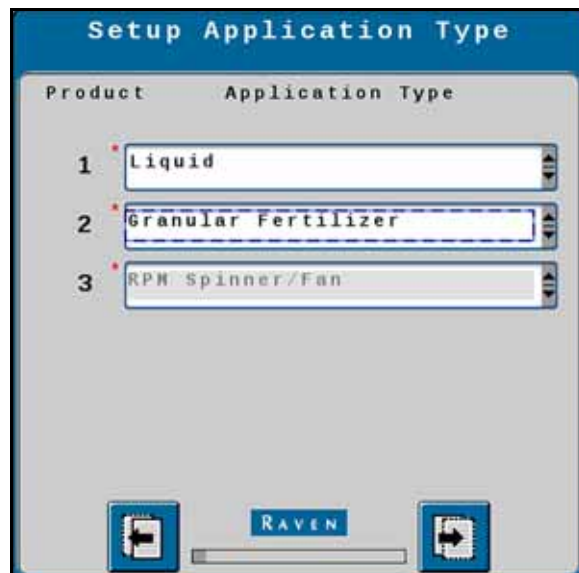 Setup Application Type
Product Application Type
1 * Liquid
2 * Granular Fertilizer
3 * RPM Spinner/Fan
RAVEN